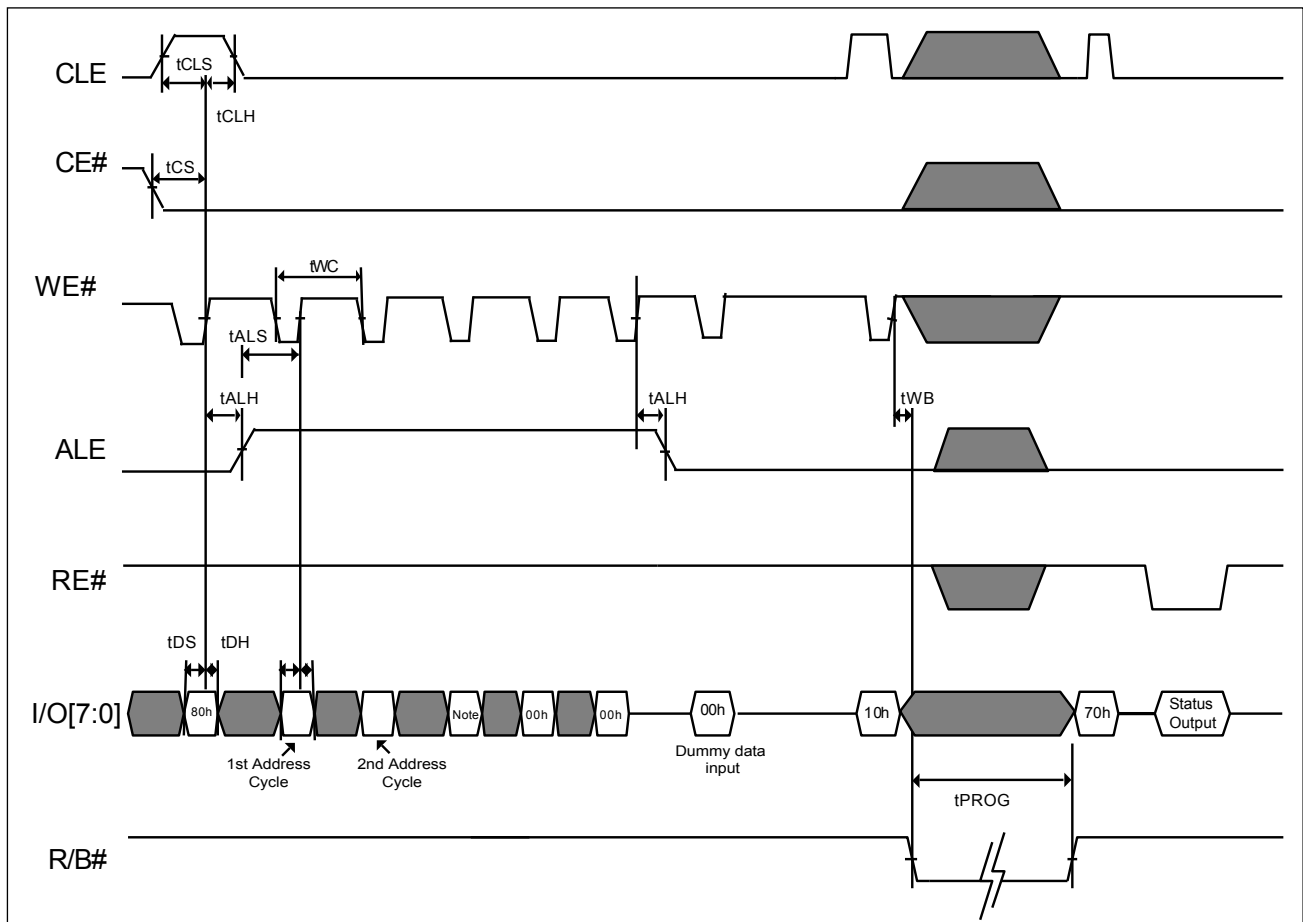 CLE
tCLS
tCLH
CE#
tCS
WE#
tWC
tALS
tALH
tALH
tWB
ALE
RE#
tDS
tDH
I/O[7:0]
80h
Note
00h
00h
00h
10h
70h
Status
Output
1st Address
Cycle
2nd Address
Cycle
Dummy data
input
tPROG
R/B#